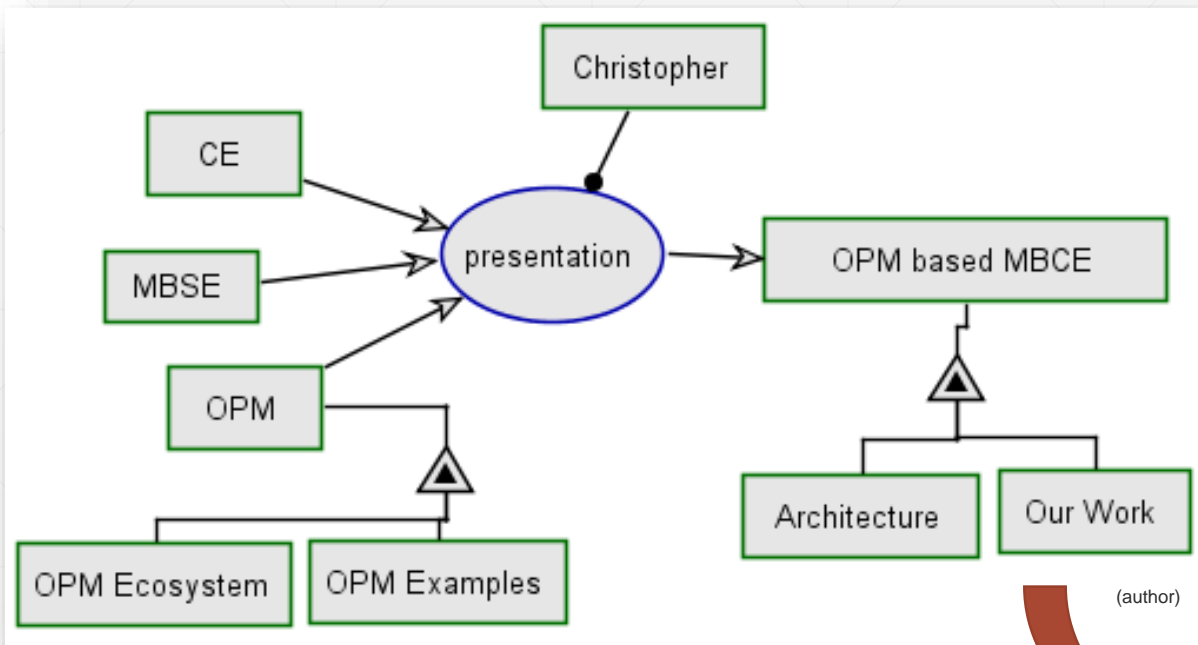 Christopher
CE
presentation
MBSE
OPM based MBCE
OPM
Architecture
Our Work
OPM Ecosystem
OPM Examples
(author)